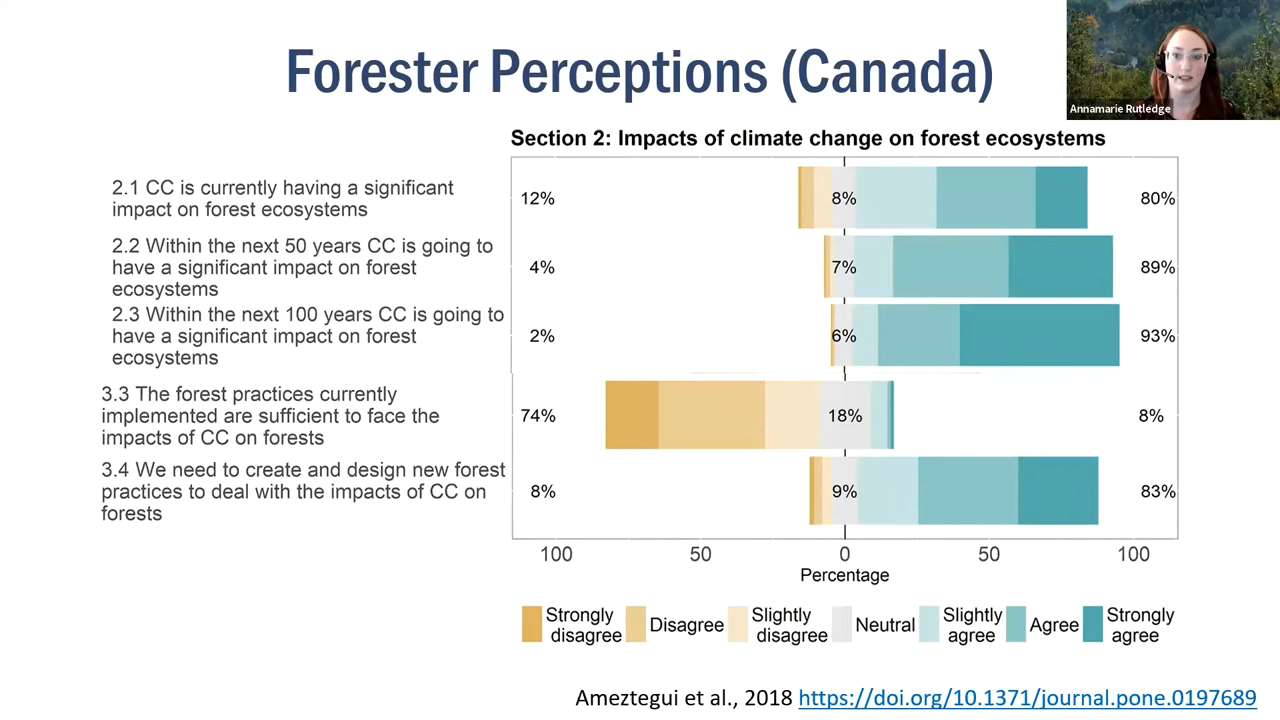 Forester Perceptions (Canada)
Annamarie Rutledge
Section 2: Impacts of climate change on forest ecosystems
2.1 CC is currently having a significant
impact on forest ecosystems
12%
8%
80%
2.2 Within the next 50 years CC is going to
have a significant impact on forest
ecosystems
4%
7%
89%
2.3 Within the next 100 years CC is going to
have a significant impact on forest
ecosystems
2%
6%
93%
3.3 The forest practices currently
implemented are sufficient to face the
impacts of CC on forests
74%
18%
8%
3.4 We need to create and design new forest
practices to deal with the impacts of CC on
forests
8%
9%
83%
100 50 0 50 100
Percentage
Strongly disagree
Disagree
Slightly disagree
Neutral
Slightly agree
Agree
Strongly agree
Ameztegui et al., 2018 https://doi.org/10.1371/journal.pone.0197689